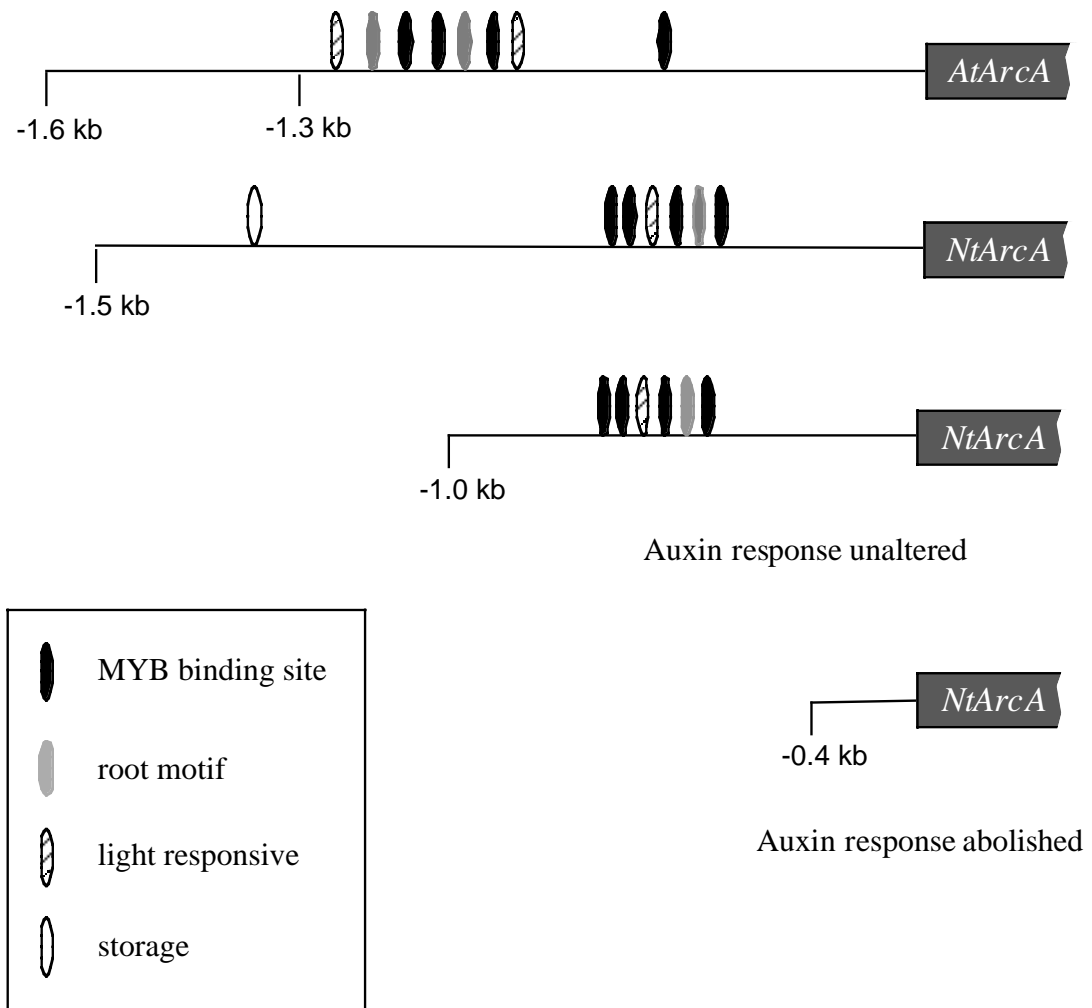 AtArcA
-1.6 kb
-1.3 kb
NtArcA
-1.5 kb
NtArcA
-1.0 kb
Auxin response unaltered
MYB binding site
root motif
light responsive
storage
NtArcA
-0.4 kb
Auxin response abolished